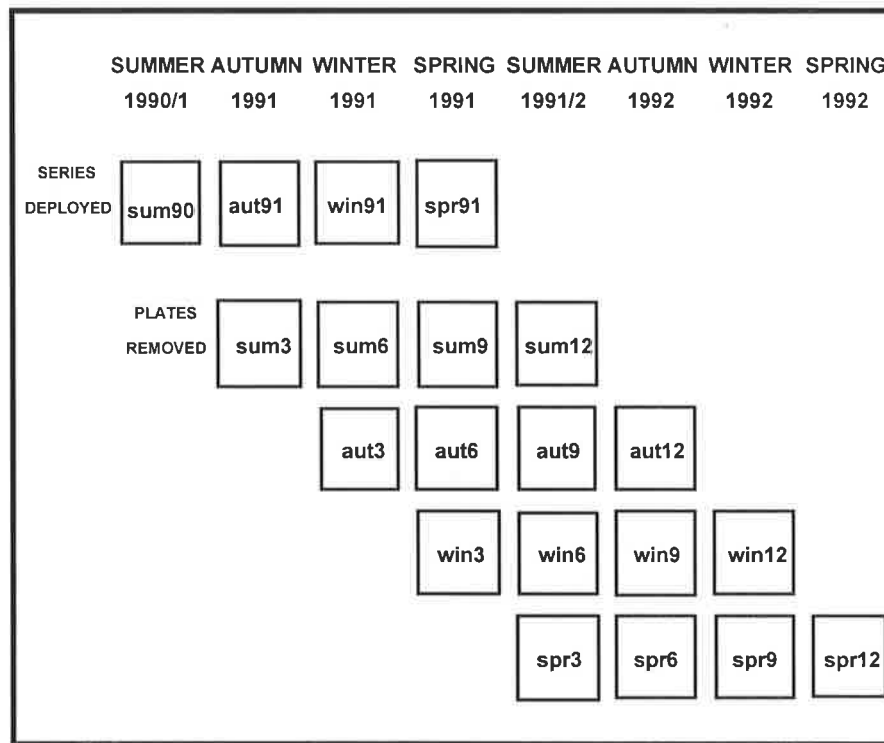 SUMMER AUTUMN WINTER SPRING SUMMER AUTUMN WINTER SPRING
1990/1 1991 1991 1991 1991/2 1992 1992 1992
SERIES
DEPLOYED sum90 aut91 win91 spr91
PLATES
REMOVED sum3 sum6 sum9 sum12
aut3 aut6 aut9 aut12
win3 win6 win9 win12
spr3 spr6 spr9 spr12